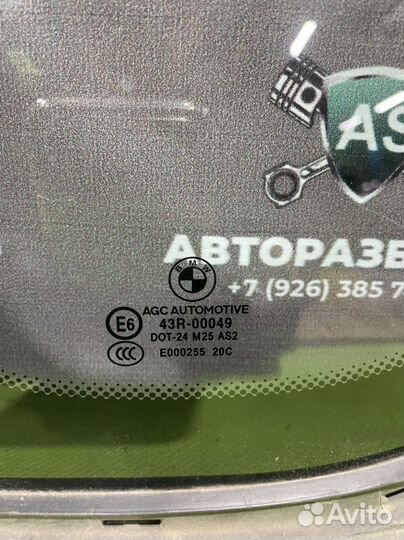 AS
АВТОРАЗБ
+7 (926) 385 7
BMW
AGC AUTOMOTIVE
E6 43R-00049
DOT-24 M25 AS2
CCC E000255 20C
Avito